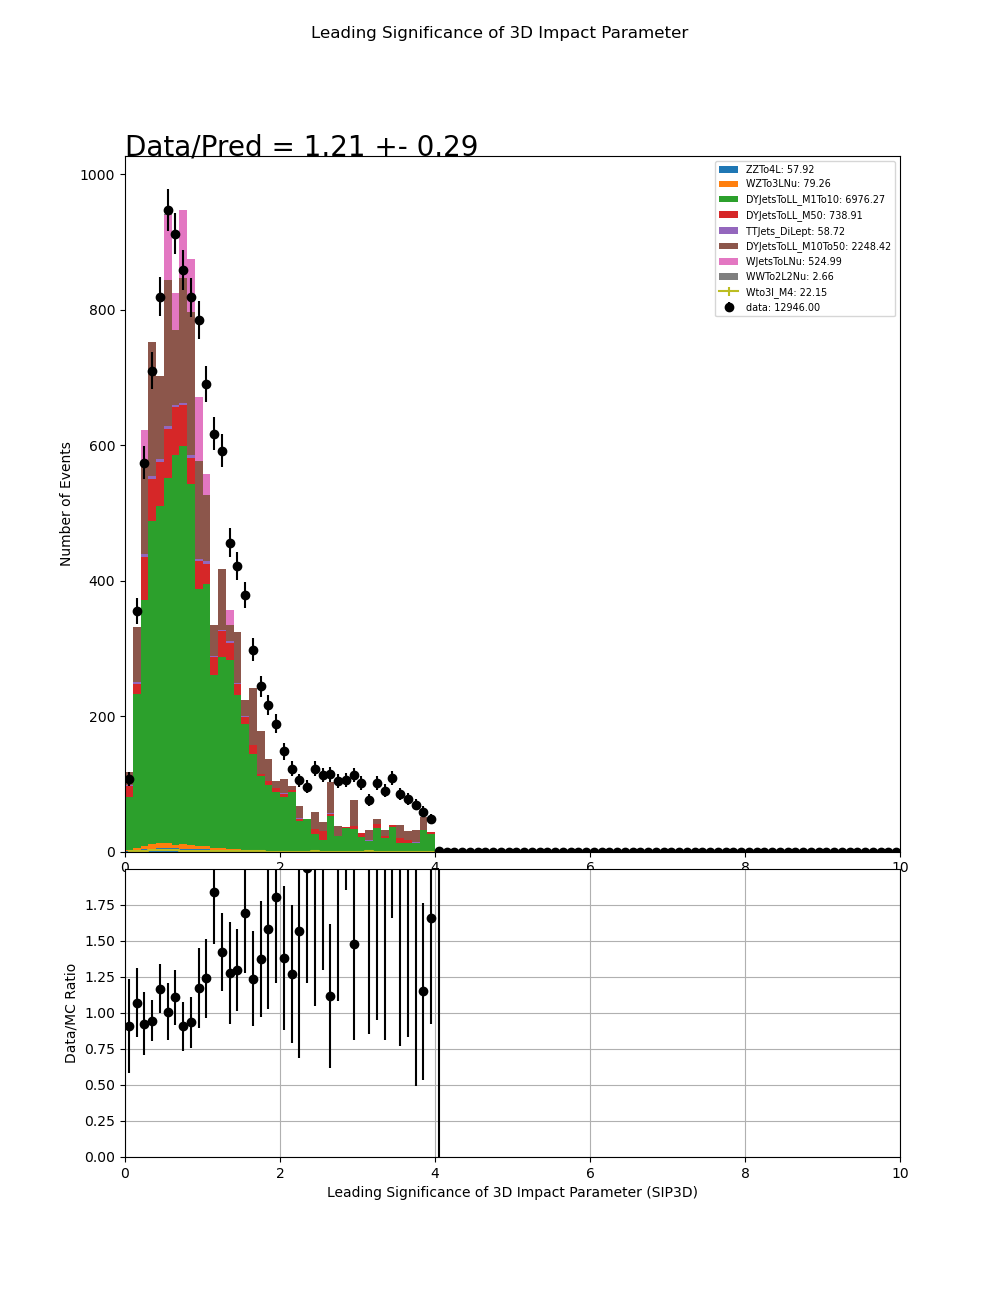 Leading Significance of 3D Impact Parameter
Data/Pred = 1.21 +- 0.29
ZZTo4L: 57.92
WZTo3LNu: 79.26
DYJetsToLL_M1To10: 6976.27
DYJetsToLL_M50: 738.91
TTJets_DiLept: 58.72
DYJetsToLL_M10To50: 2248.42
WJetsToLNu: 524.99
WWTo2L2Nu: 2.66
Wto3l_M4: 22.15
data: 12946.00
Number of Events
1000
800
600
400
200
0
0 2 4 6 8 10
Data/MC Ratio
1.75
1.50
1.25
1.00
0.75
0.50
0.25
0.00
0 2 4 6 8 10
Leading Significance of 3D Impact Parameter (SIP3D)